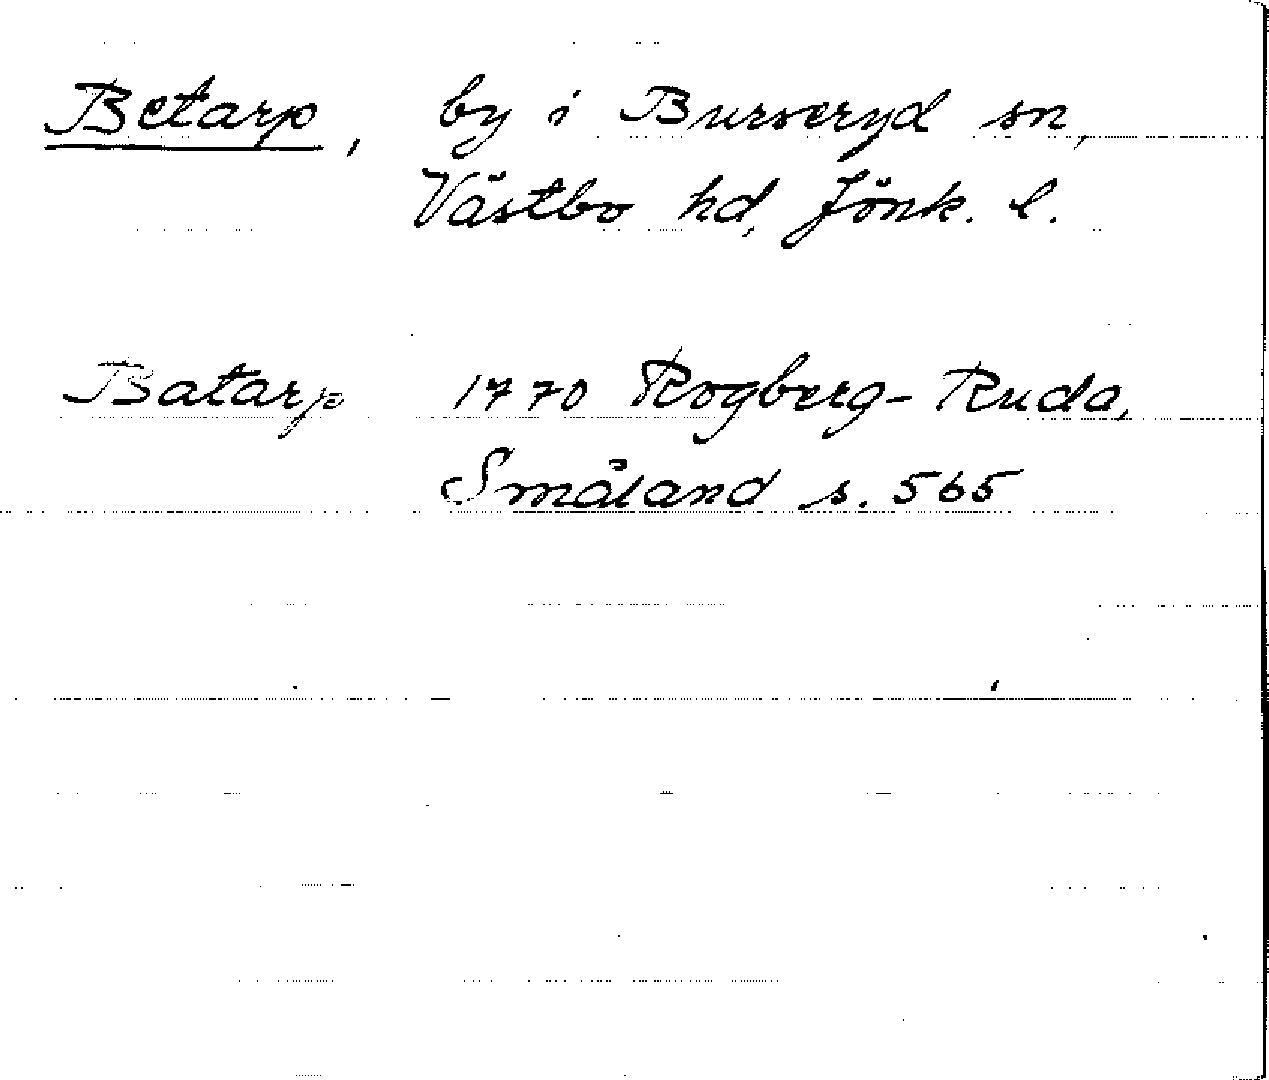 Betarp, by i Burseryd sn,
Västbo hd, Jönk. l.
Batarp 1770 Rogberg-Ruda,
Småland s. 565